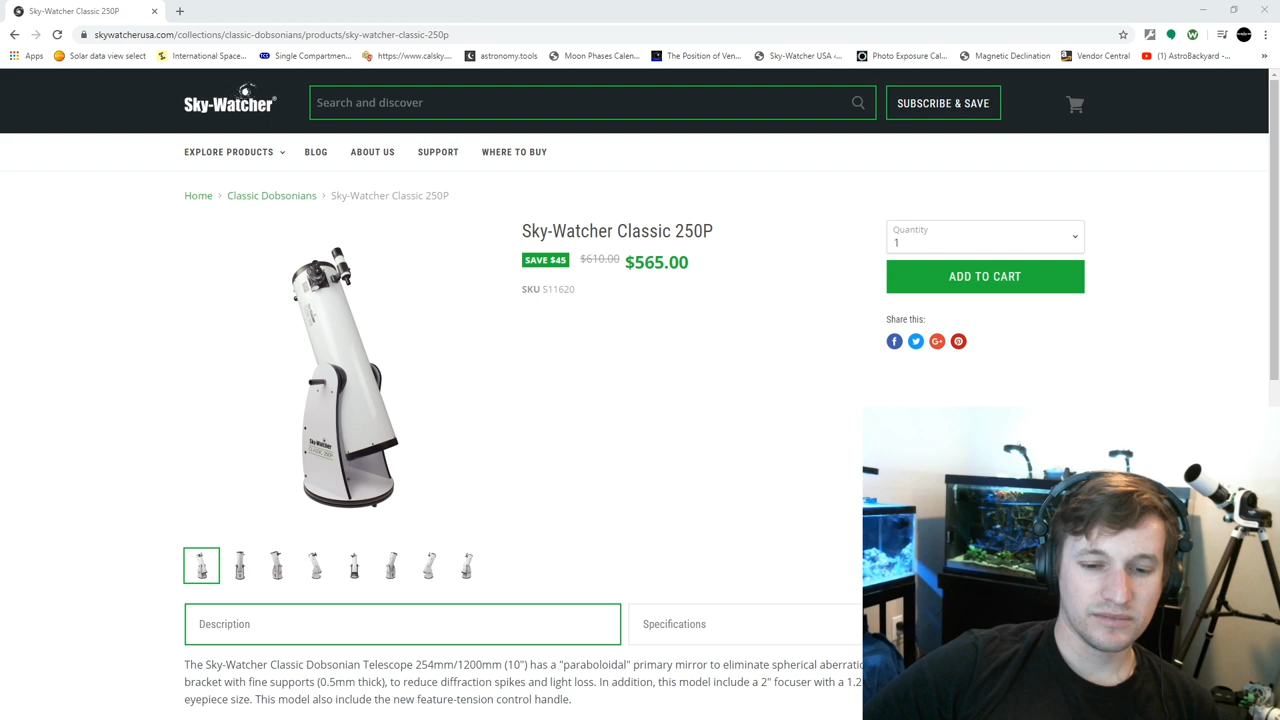 Sky-Watcher Classic 250P
skywatcherusa.com/collections/classic-dobsonians/products/sky-watcher-classic-250p
Apps Solar data view select International Space... Single Compartmen... https://www.calsky.... astronomy.tools Moon Phases Calen... The Position of Ven... Sky-Watcher USA ‹... Photo Exposure Cal... Magnetic Declination Vendor Central (1) AstroBackyard -... »
Sky-Watcher® Search and discover SUBSCRIBE & SAVE
EXPLORE PRODUCTS BLOG ABOUT US SUPPORT WHERE TO BUY
Home › Classic Dobsonians › Sky-Watcher Classic 250P
Sky-Watcher Classic 250P
SAVE $45 $610.00 $565.00
SKU S11620
Quantity
1
ADD TO CART
Share this:
Sky-Watcher
CLASSIC 250P
Description Specifications
The Sky-Watcher Classic Dobsonian Telescope 254mm/1200mm (10") has a "paraboloidal" primary mirror to eliminate spherical aberratio
bracket with fine supports (0.5mm thick), to reduce diffraction spikes and light loss. In addition, this model include a 2" focuser with a 1.2
eyepiece size. This model also include the new feature-tension control handle.